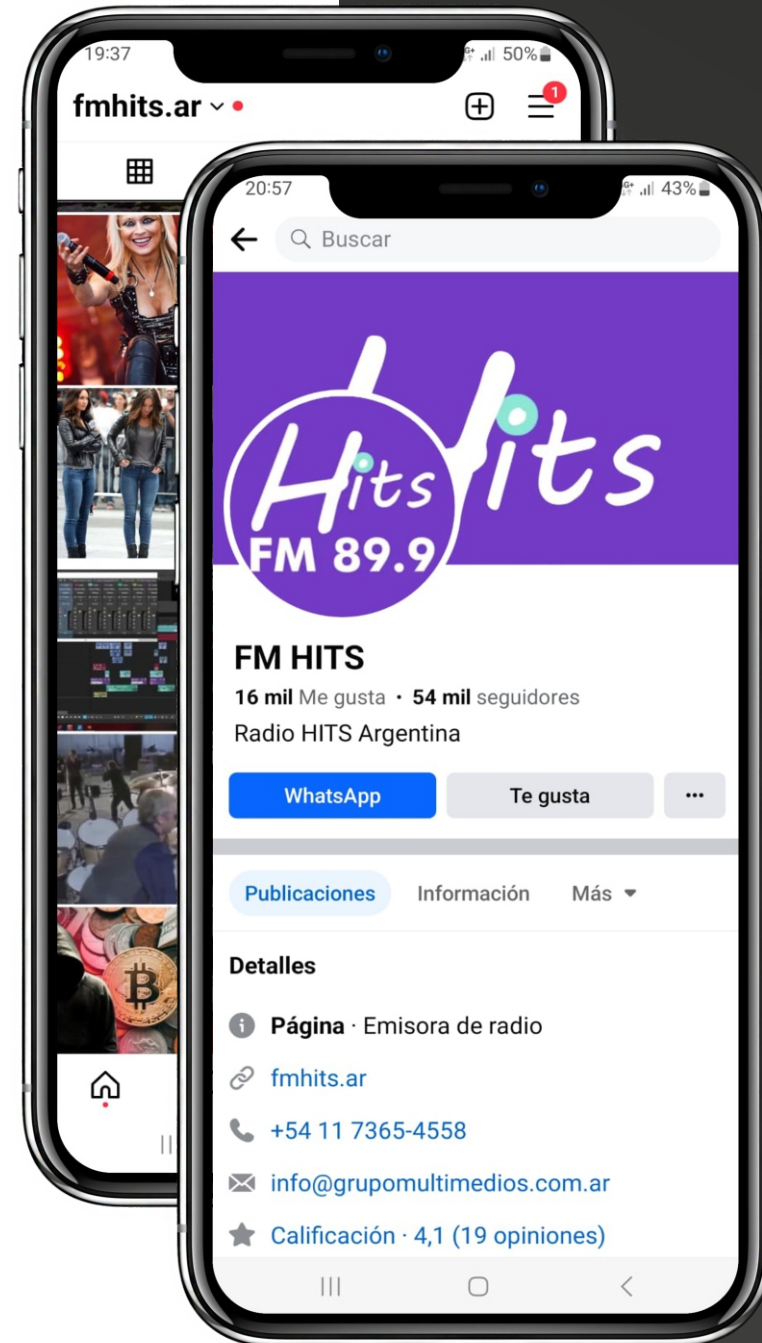 19:37
50%
fmhits.ar
1
20:57
43%
Buscar
Hits
Hits
FM 89.9
FM HITS
16 mil Me gusta · 54 mil seguidores
Radio HITS Argentina
WhatsApp
Te gusta
Publicaciones
Información
Más
Detalles
Página · Emisora de radio
fmhits.ar
+54 11 7365-4558
info@grupomultimedios.com.ar
Calificación · 4,1 (19 opiniones)